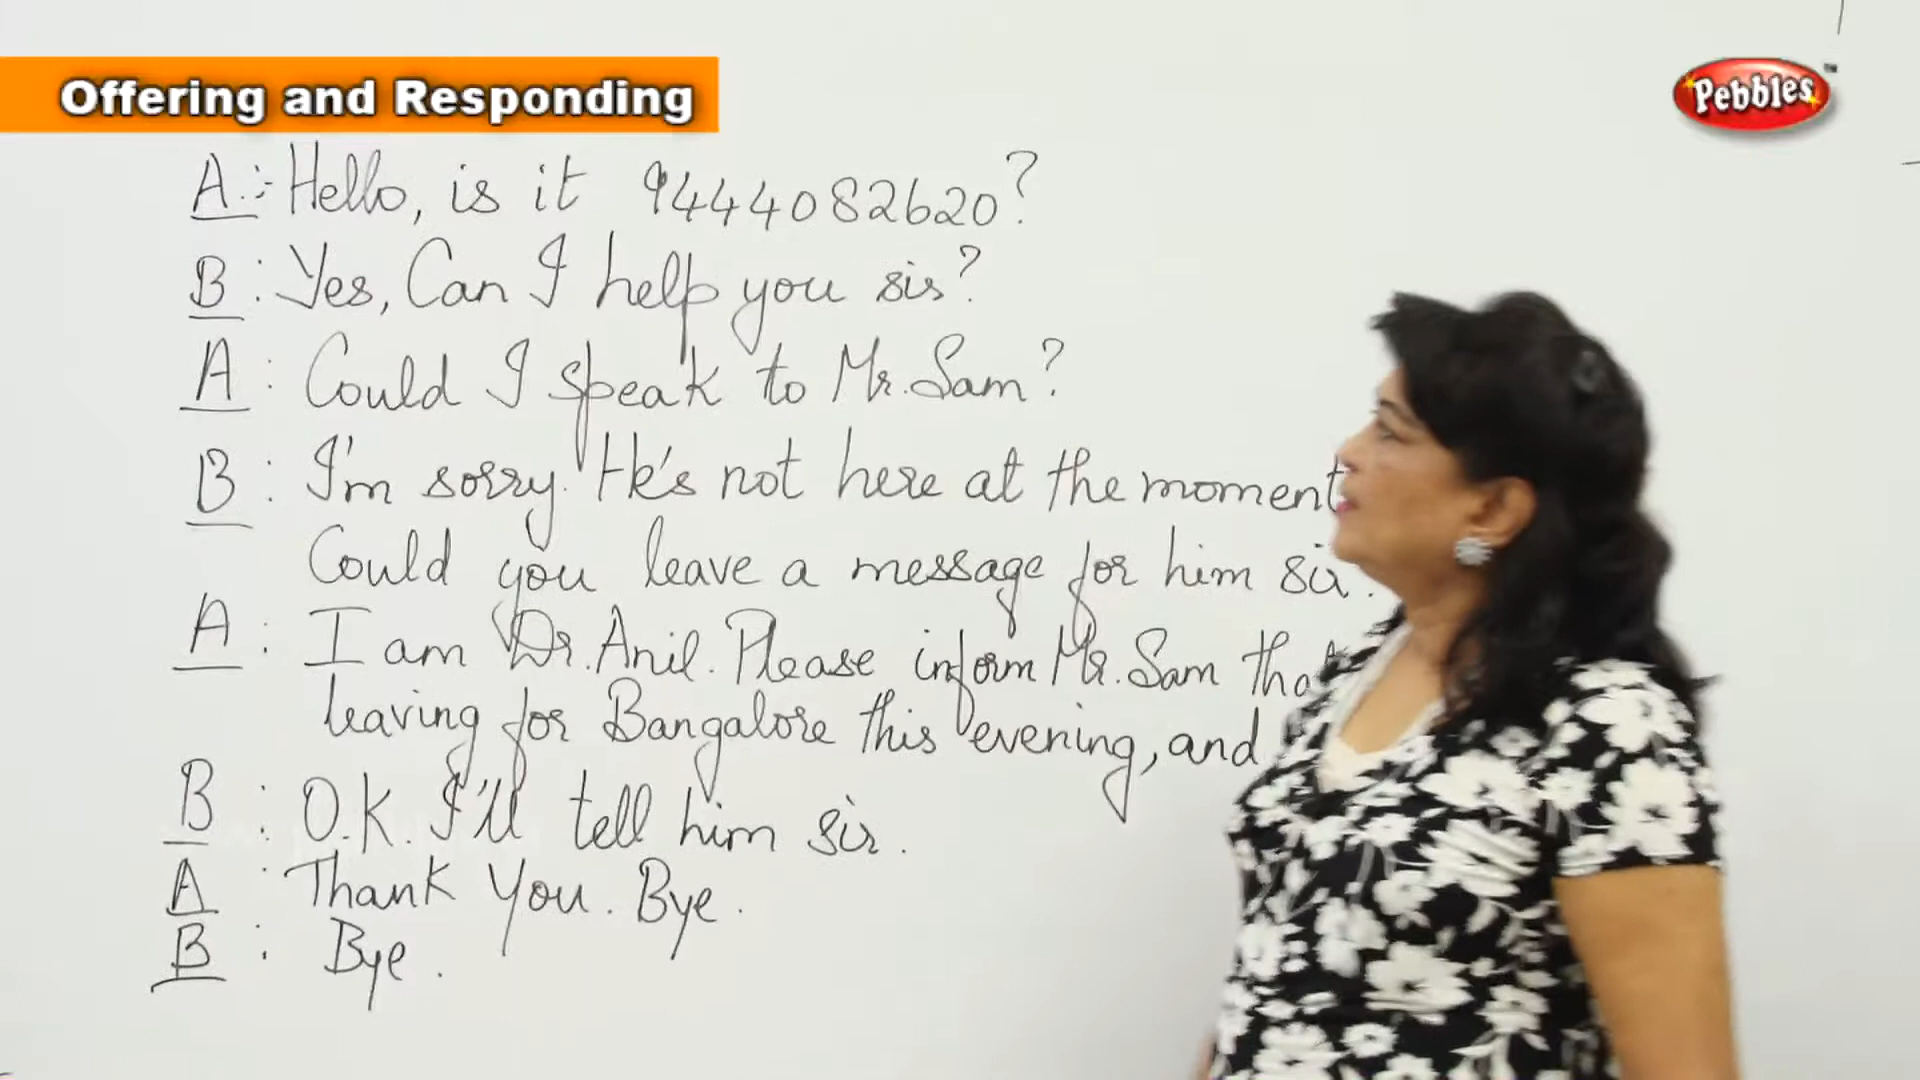 Offering and Responding
Pebbles™
A:- Hello, is it 9444082620?
B: Yes, Can I help you sir?
A: Could I speak to Mr. Sam?
B: I'm sorry. He's not here at the moment
Could you leave a message for him sir.
A: I am Dr. Anil. Please inform Mr. Sam
leaving for Bangalore this evening, and
B: O.K. I'll tell him sir.
A: Thank You. Bye.
B: Bye.